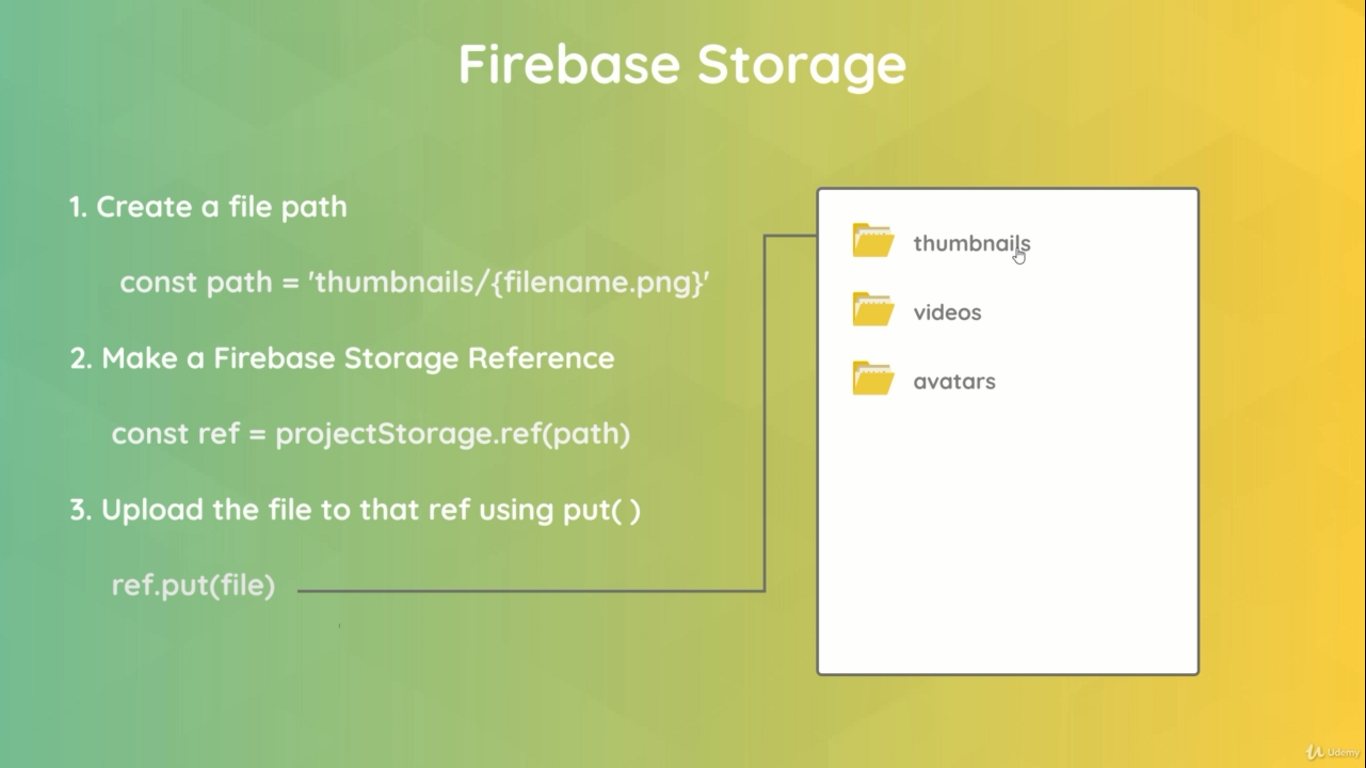 Firebase Storage
1. Create a file path
const path = 'thumbnails/{filename.png}'
2. Make a Firebase Storage Reference
const ref = projectStorage.ref(path)
3. Upload the file to that ref using put( )
ref.put(file)
thumbnails
videos
avatars
Udemy